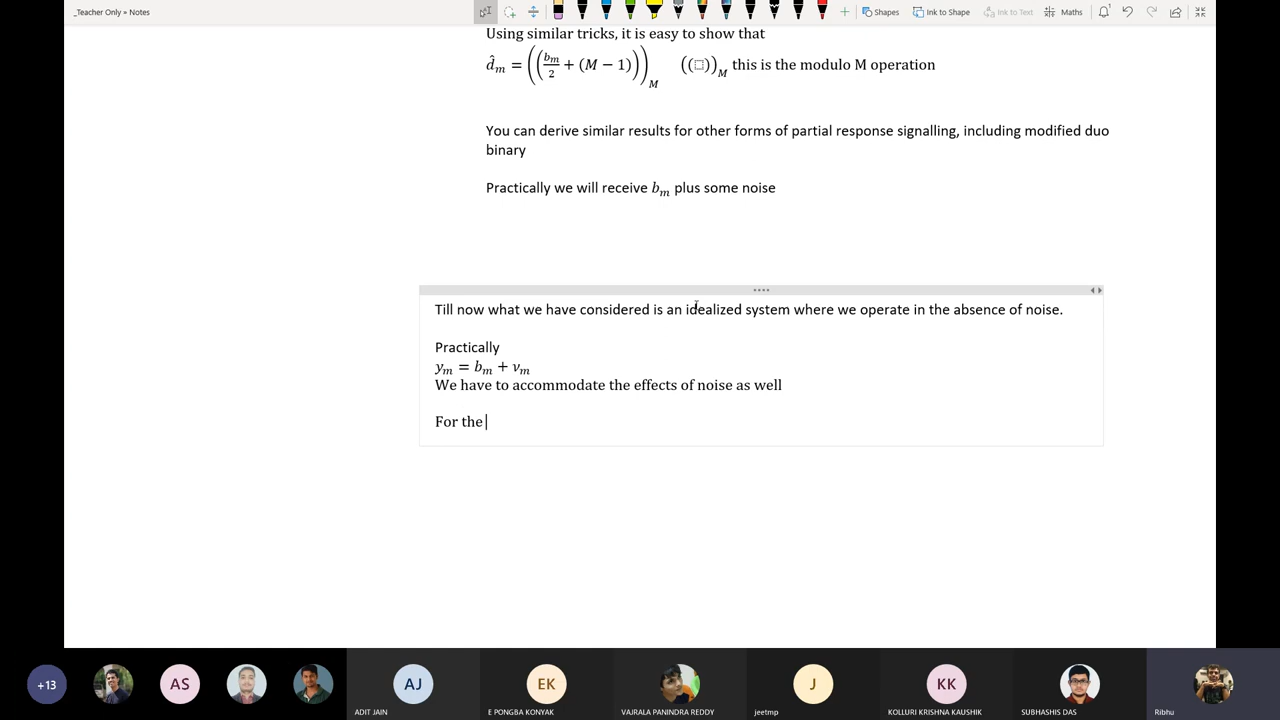 _Teacher Only » Notes
Shapes
Ink to Shape
Ink to Text
Maths
Using similar tricks, it is easy to show that
d̂ₘ = ((bₘ/2 + (M − 1)))_M   ((⬚))_M this is the modulo M operation
You can derive similar results for other forms of partial response signalling, including modified duo
binary
Practically we will receive bₘ plus some noise
Till now what we have considered is an idealized system where we operate in the absence of noise.
Practically
yₘ = bₘ + νₘ
We have to accommodate the effects of noise as well
For the
+13
AS
AJ
EK
J
KK
ADIT JAIN
E PONGBA KONYAK
VAJRALA PANINDRA REDDY
jeetmp
KOLLURI KRISHNA KAUSHIK
SUBHASHIS DAS
Ribhu